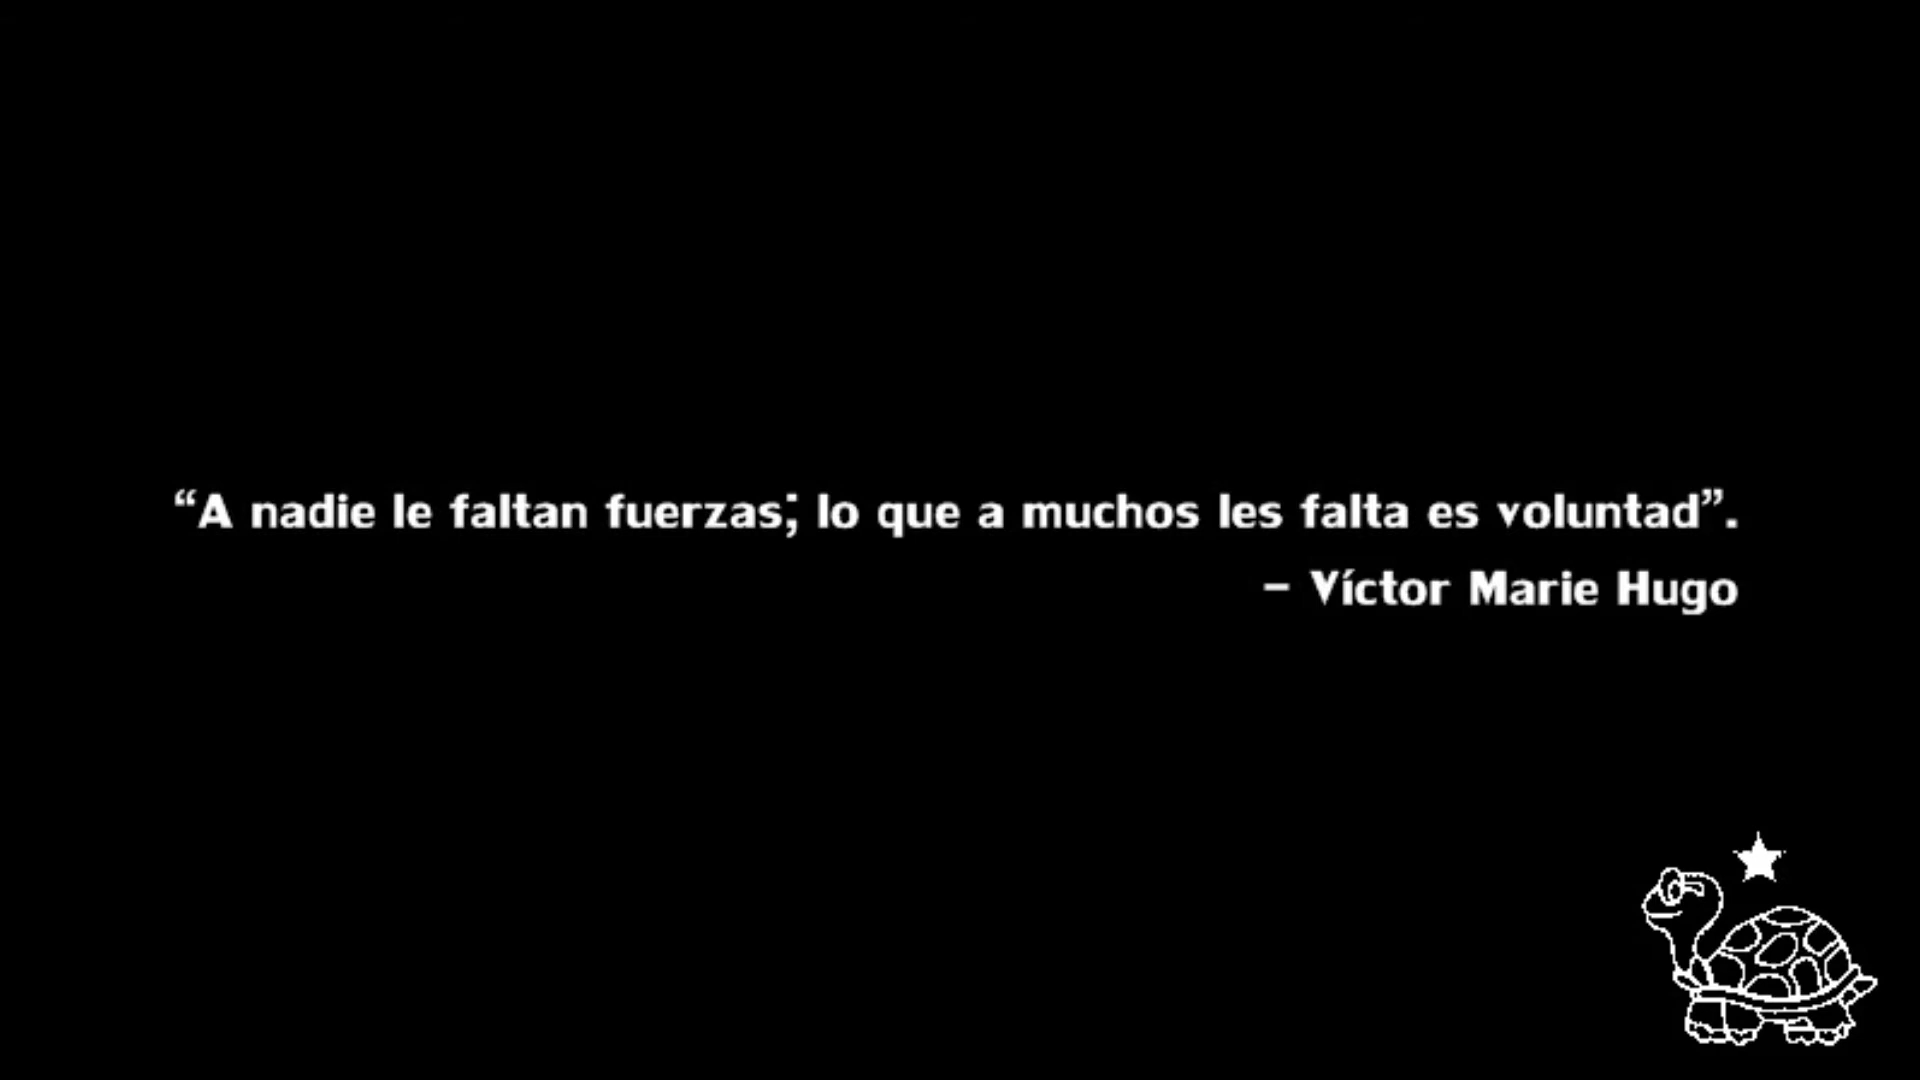 “A nadie le faltan fuerzas; lo que a muchos les falta es voluntad”.
– Víctor Marie Hugo